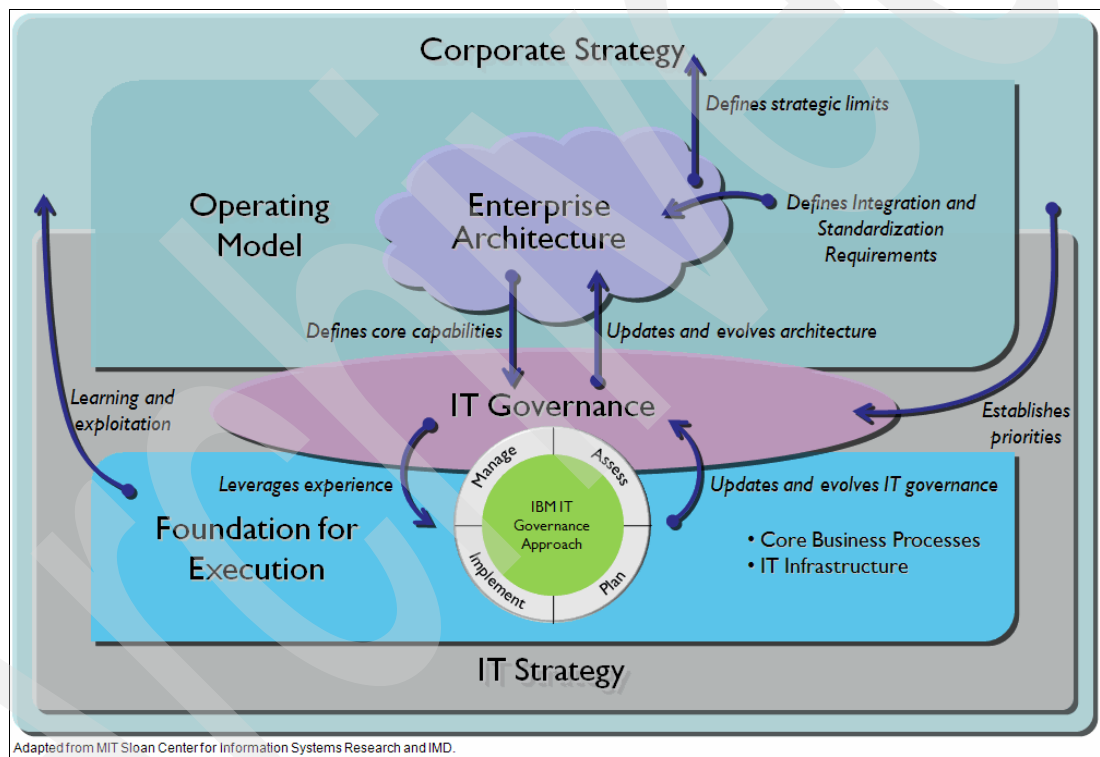 Corporate Strategy
Defines strategic limits
Operating
Model
Enterprise
Architecture
Defines Integration and
Standardization
Requirements
Defines core capabilities
Updates and evolves architecture
Learning and
exploitation
IT Governance
Establishes
priorities
Leverages experience
Manage
Assess
Updates and evolves IT governance
IBM IT
Governance
Approach
Foundation for
Execution
• Core Business Processes
• IT Infrastructure
Implement
Plan
IT Strategy
Adapted from MIT Sloan Center for Information Systems Research and IMD.